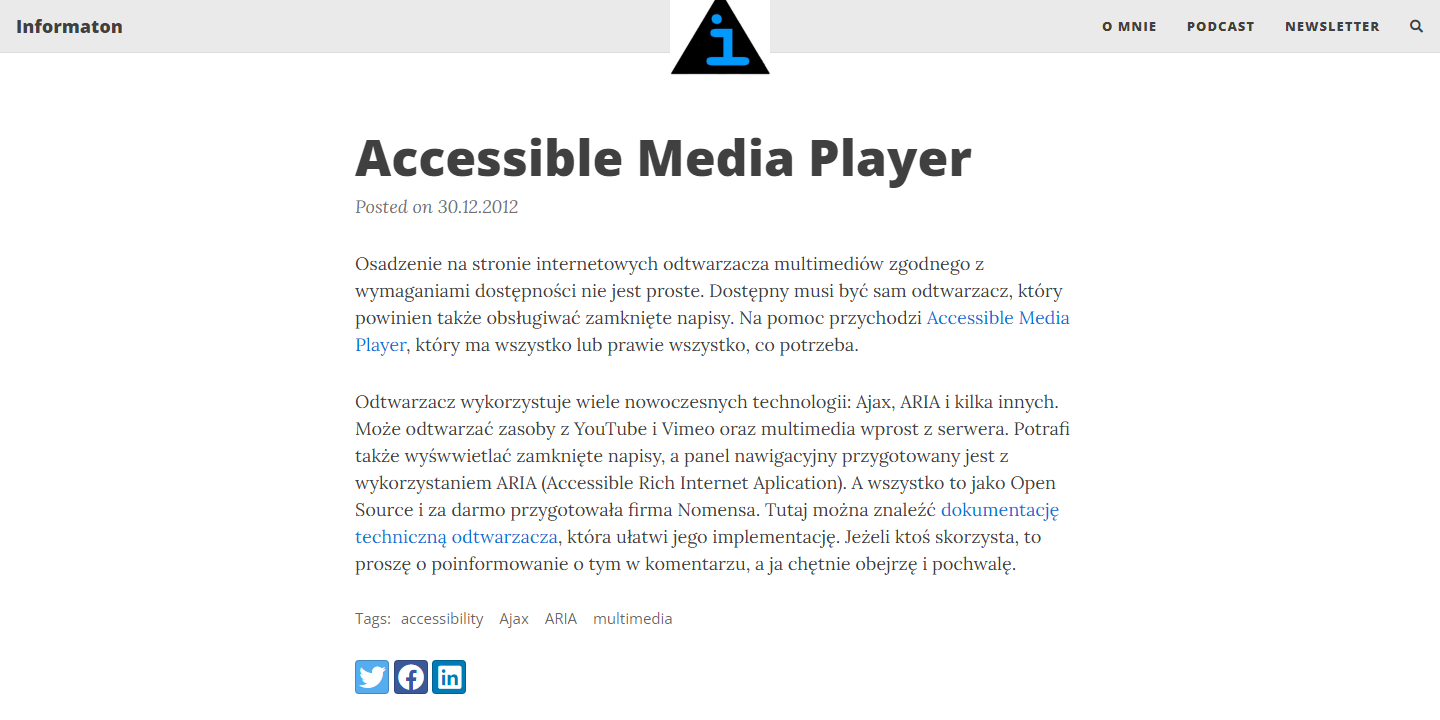 Informaton
i
O MNIE
PODCAST
NEWSLETTER
Accessible Media Player
Posted on 30.12.2012
Osadzenie na stronie internetowych odtwarzacza multimediów zgodnego z
wymaganiami dostępności nie jest proste. Dostępny musi być sam odtwarzacz, który
powinien także obsługiwać zamknięte napisy. Na pomoc przychodzi Accessible Media
Player, który ma wszystko lub prawie wszystko, co potrzeba.
Odtwarzacz wykorzystuje wiele nowoczesnych technologii: Ajax, ARIA i kilka innych.
Może odtwarzać zasoby z YouTube i Vimeo oraz multimedia wprost z serwera. Potrafi
także wyświwietlać zamknięte napisy, a panel nawigacyjny przygotowany jest z
wykorzystaniem ARIA (Accessible Rich Internet Aplication). A wszystko to jako Open
Source i za darmo przygotowała firma Nomensa. Tutaj można znaleźć dokumentację
techniczną odtwarzacza, która ułatwi jego implementację. Jeżeli ktoś skorzysta, to
proszę o poinformowanie o tym w komentarzu, a ja chętnie obejrzę i pochwalę.
Tags: accessibility Ajax ARIA multimedia
in